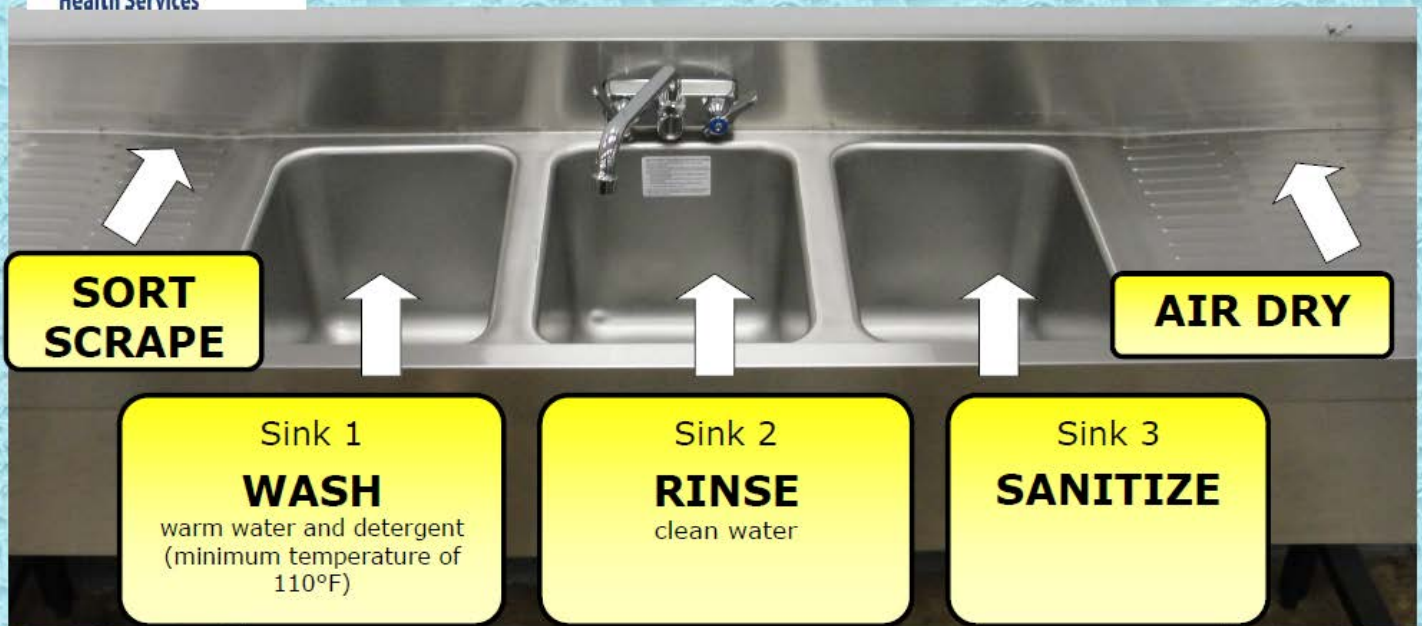 Health Services
SORT
SCRAPE
AIR DRY
Sink 1
WASH
warm water and detergent
(minimum temperature of
110°F)
Sink 2
RINSE
clean water
Sink 3
SANITIZE